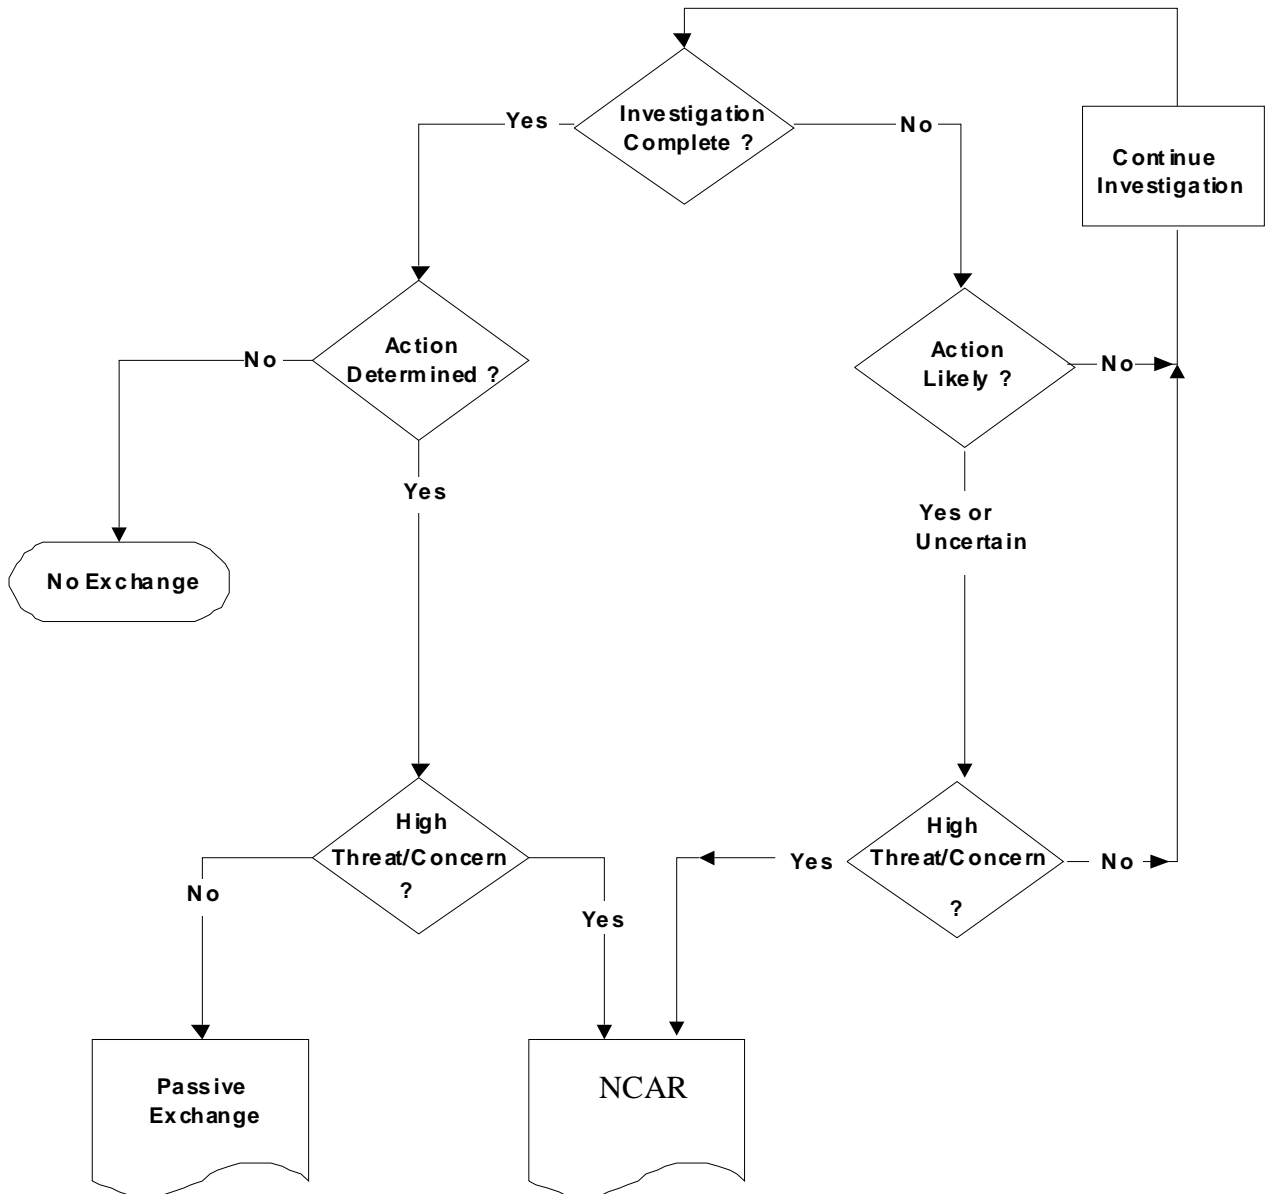 Investigation
Complete ?
Yes
No
Continue
Investigation
Action
Determined ?
No
Yes
Action
Likely ?
No
Yes or
Uncertain
No Exchange
High
Threat/Concern
?
No
Yes
High
Threat/Concern
?
Yes
No
Passive
Exchange
NCAR